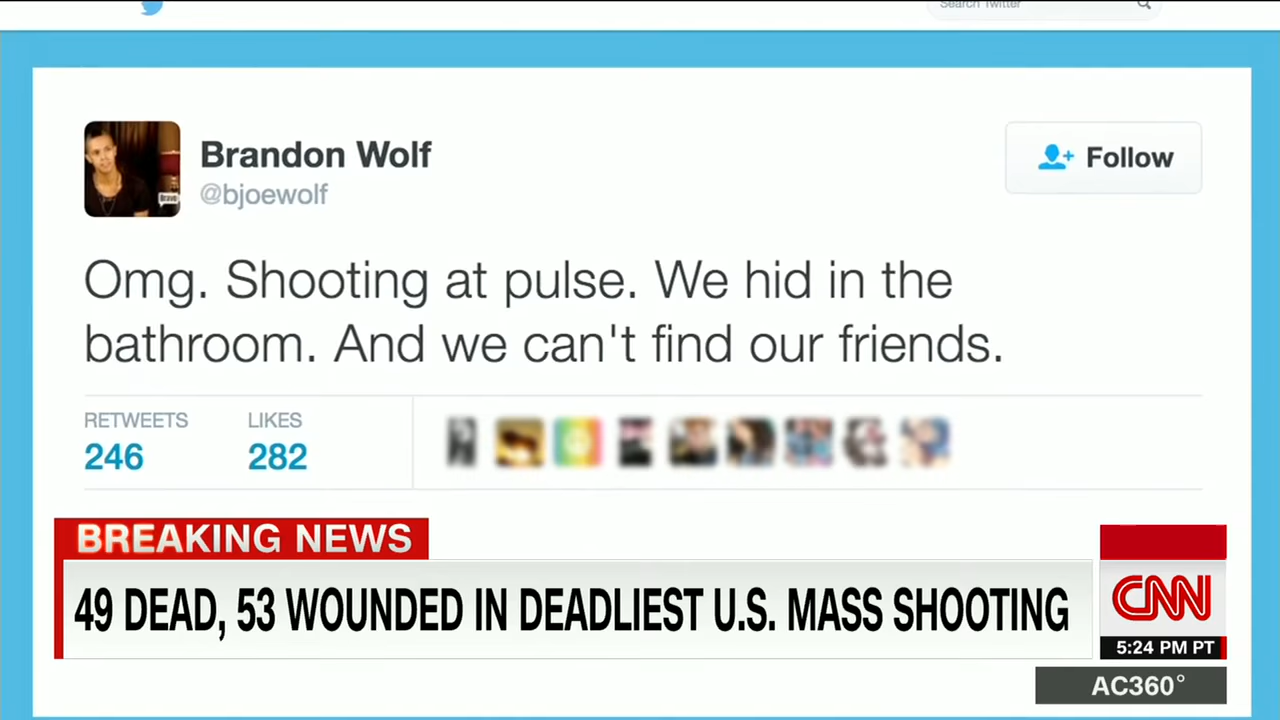 Search Twitter
Brandon Wolf
@bjoewolf
Follow
Omg. Shooting at pulse. We hid in the
bathroom. And we can't find our friends.
RETWEETS LIKES
246 282
BREAKING NEWS
49 DEAD, 53 WOUNDED IN DEADLIEST U.S. MASS SHOOTING
CNN
5:24 PM PT
AC360°